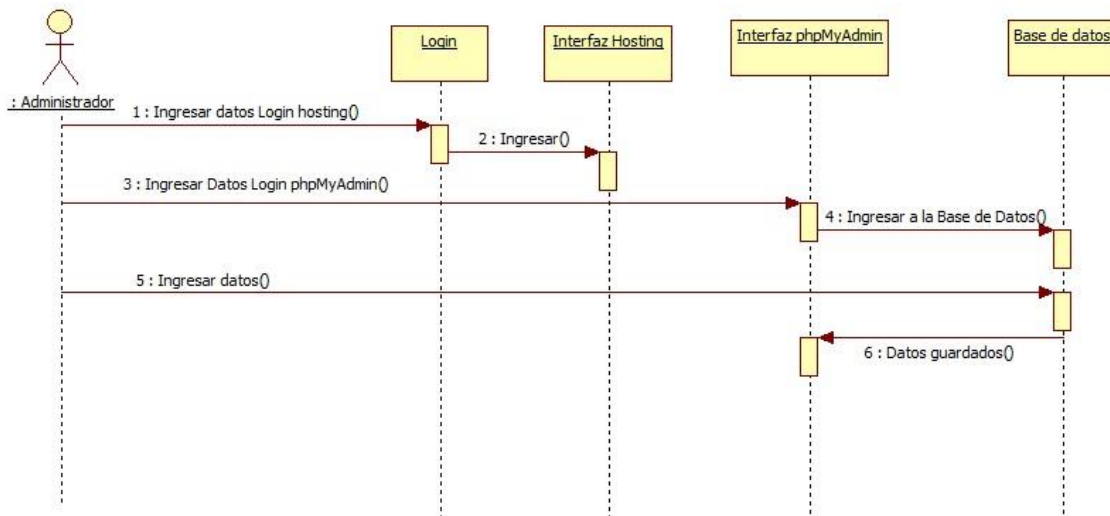 Login
Interfaz Hosting
Interfaz phpMyAdmin
Base de datos
: Administrador
1 : Ingresar datos Login hosting()
2 : Ingresar()
3 : Ingresar Datos Login phpMyAdmin()
4 : Ingresar a la Base de Datos()
5 : Ingresar datos()
6 : Datos guardados()